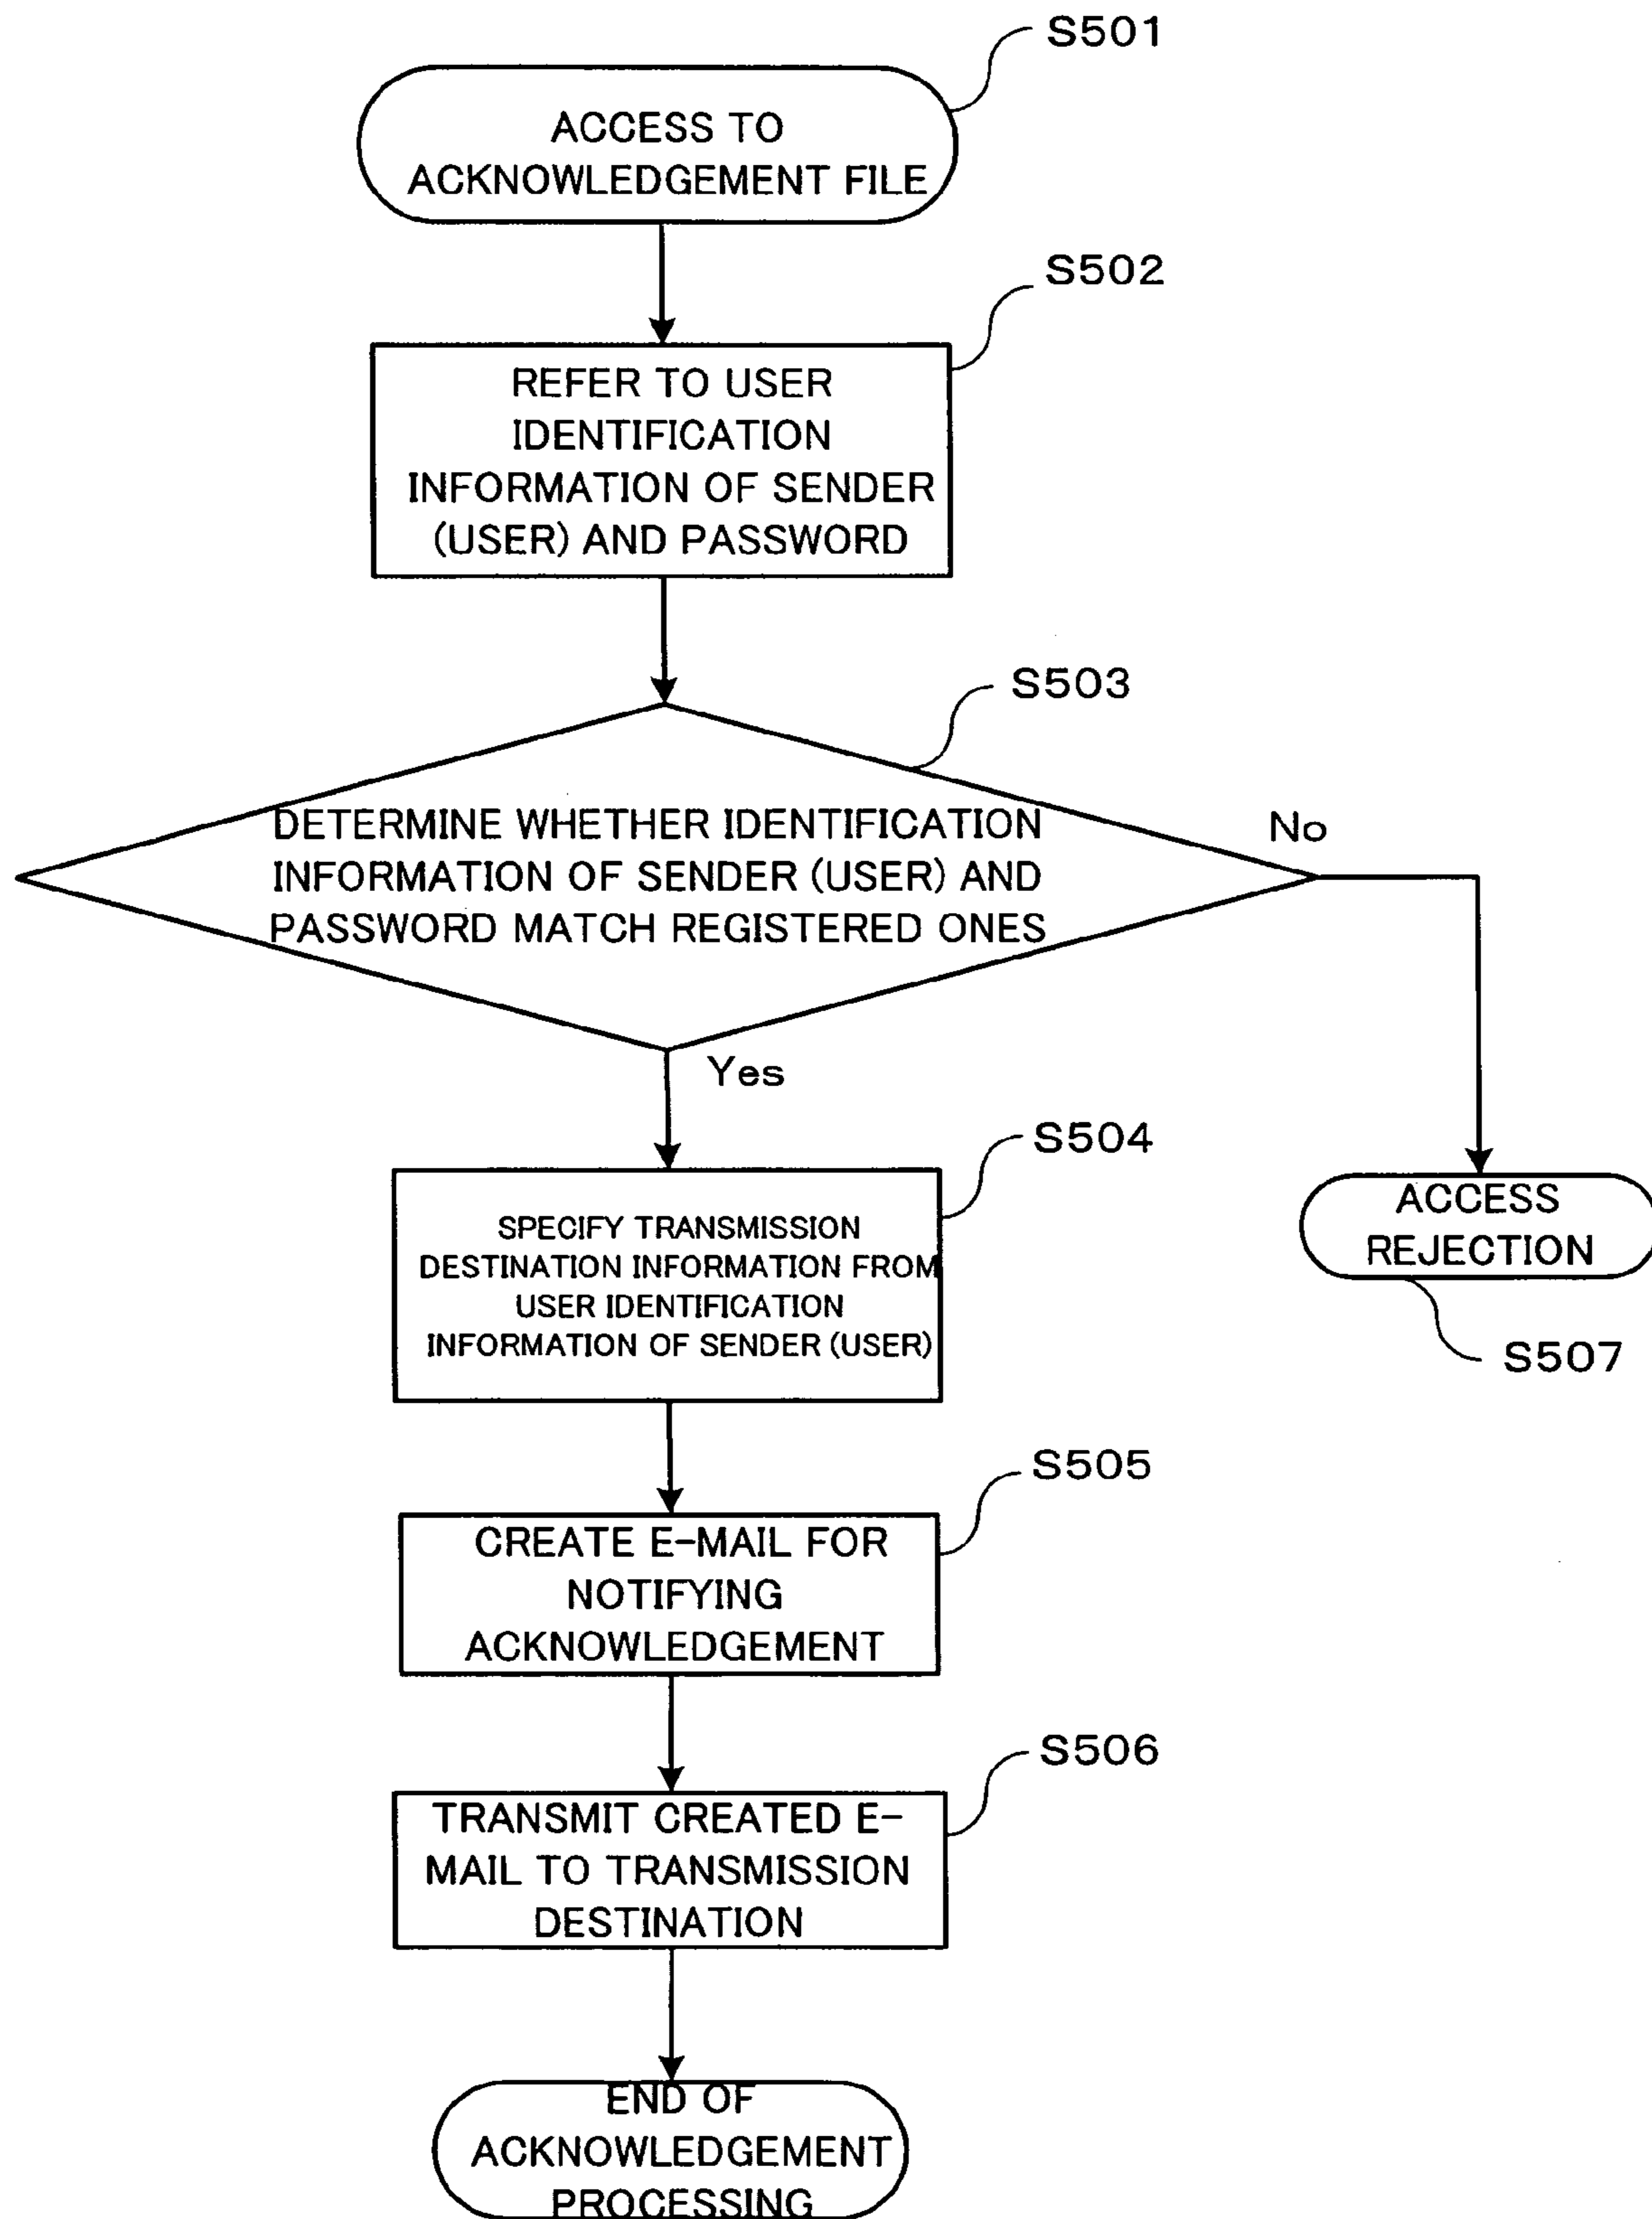 S501
ACCESS TO
ACKNOWLEDGEMENT FILE
S502
REFER TO USER
IDENTIFICATION
INFORMATION OF SENDER
(USER) AND PASSWORD
S503
DETERMINE WHETHER IDENTIFICATION
INFORMATION OF SENDER (USER) AND
PASSWORD MATCH REGISTERED ONES
No
Yes
S504
SPECIFY TRANSMISSION
DESTINATION INFORMATION FROM
USER IDENTIFICATION
INFORMATION OF SENDER (USER)
ACCESS
REJECTION
S507
S505
CREATE E-MAIL FOR
NOTIFYING
ACKNOWLEDGEMENT
S506
TRANSMIT CREATED E-
MAIL TO TRANSMISSION
DESTINATION
END OF
ACKNOWLEDGEMENT
PROCESSING